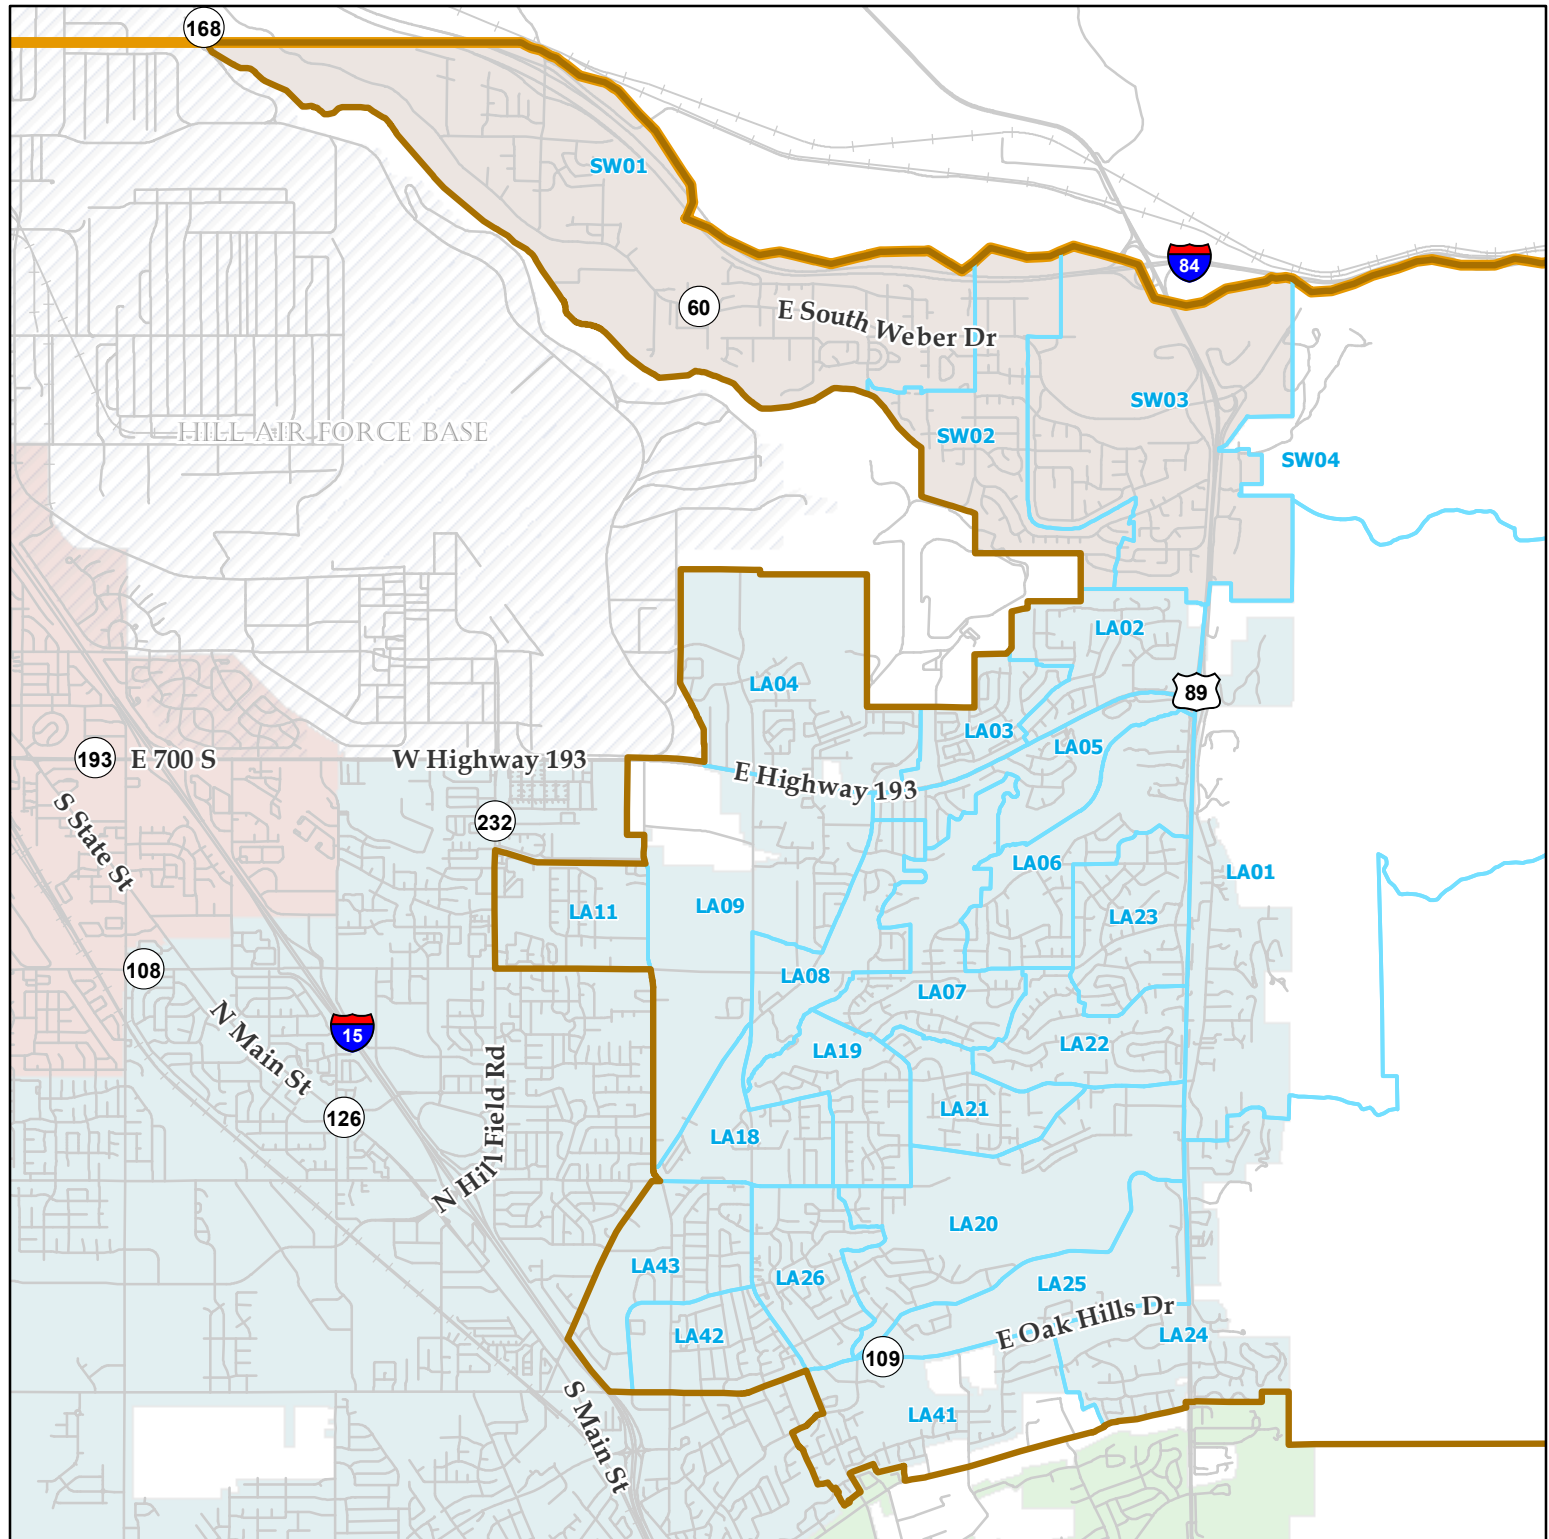 168
SW01
84
60
E South Weber Dr
SW03
HILL AIR FORCE BASE
SW02
SW04
LA02
LA04
89
LA03
LA05
193
E 700 S
W Highway 193
E Highway 193
S State St
232
LA06
LA01
LA09
LA11
LA23
108
LA08
LA07
N Main St
15
LA22
LA19
N Hill Field Rd
126
LA21
LA18
LA20
LA43
LA26
LA25
E Oak Hills Dr
LA42
LA24
109
S Main St
LA41